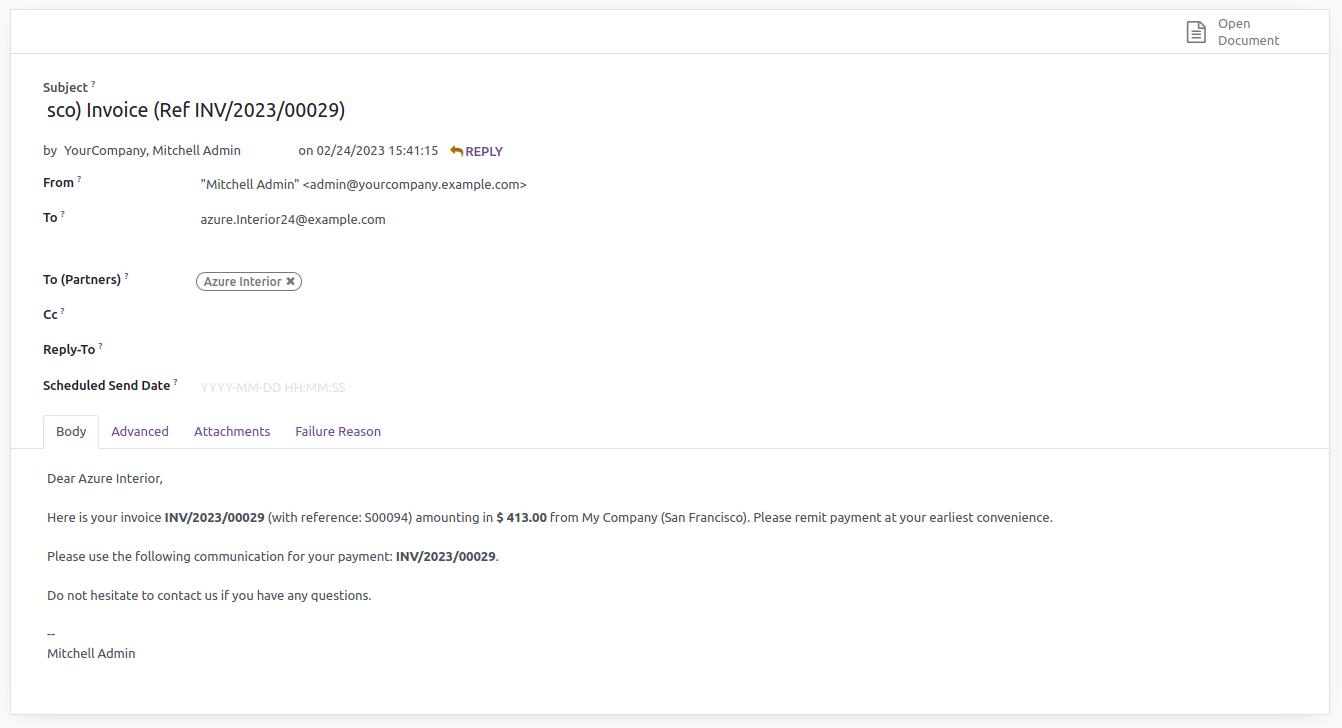 Open
Document
Subject ?
sco) Invoice (Ref INV/2023/00029)
by YourCompany, Mitchell Admin on 02/24/2023 15:41:15 REPLY
From ? "Mitchell Admin" <admin@yourcompany.example.com>
To ? azure.Interior24@example.com
To (Partners) ? Azure Interior ✖
Cc ?
Reply-To ?
Scheduled Send Date ? YYYY-MM-DD HH:MM:SS
Body Advanced Attachments Failure Reason
Dear Azure Interior,
Here is your invoice INV/2023/00029 (with reference: S00094) amounting in $ 413.00 from My Company (San Francisco). Please remit payment at your earliest convenience.
Please use the following communication for your payment: INV/2023/00029.
Do not hesitate to contact us if you have any questions.
--
Mitchell Admin